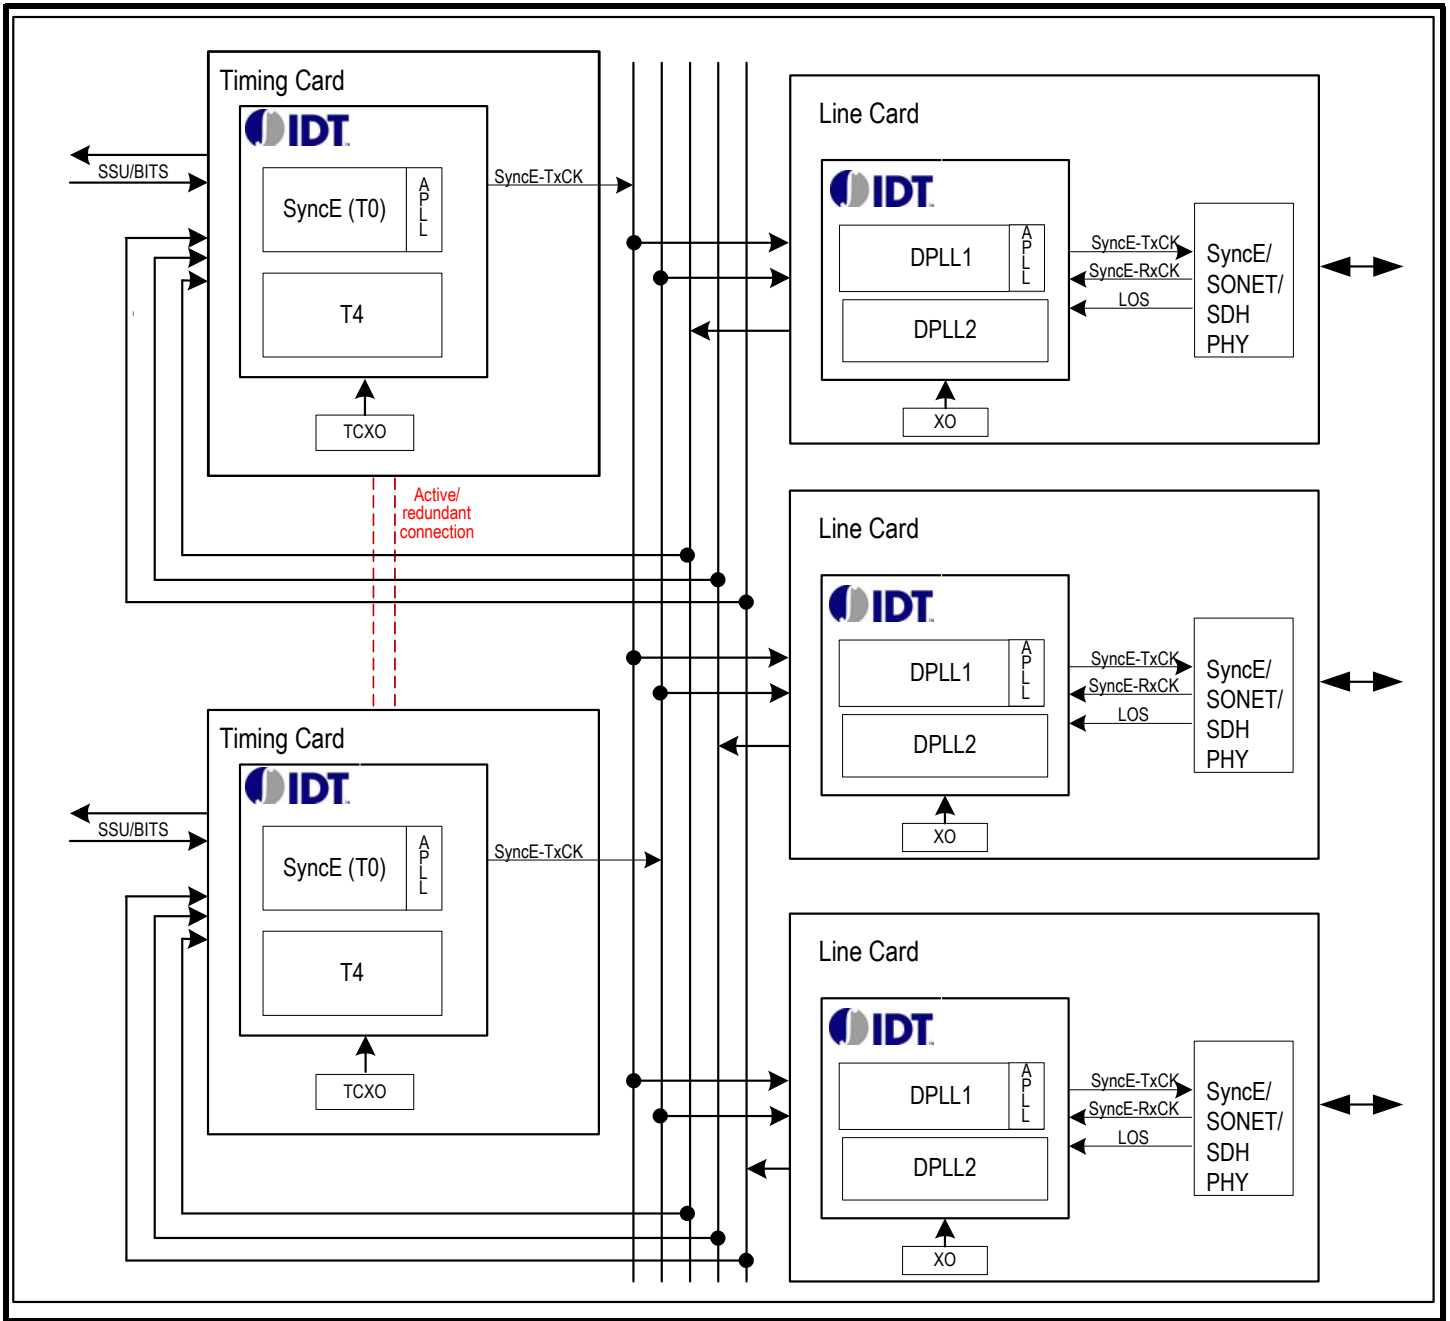 Timing Card
IDT
SSU/BITS
SyncE (T0)
APLL
SyncE-TxCK
T4
TCXO
Active/
redundant
connection
Timing Card
IDT
SSU/BITS
SyncE (T0)
APLL
SyncE-TxCK
T4
TCXO
Line Card
IDT
DPLL1
APLL
DPLL2
XO
SyncE-TxCK
SyncE-RxCK
LOS
SyncE/
SONET/
SDH
PHY
Line Card
IDT
DPLL1
APLL
DPLL2
XO
SyncE-TxCK
SyncE-RxCK
LOS
SyncE/
SONET/
SDH
PHY
Line Card
IDT
DPLL1
APLL
DPLL2
XO
SyncE-TxCK
SyncE-RxCK
LOS
SyncE/
SONET/
SDH
PHY